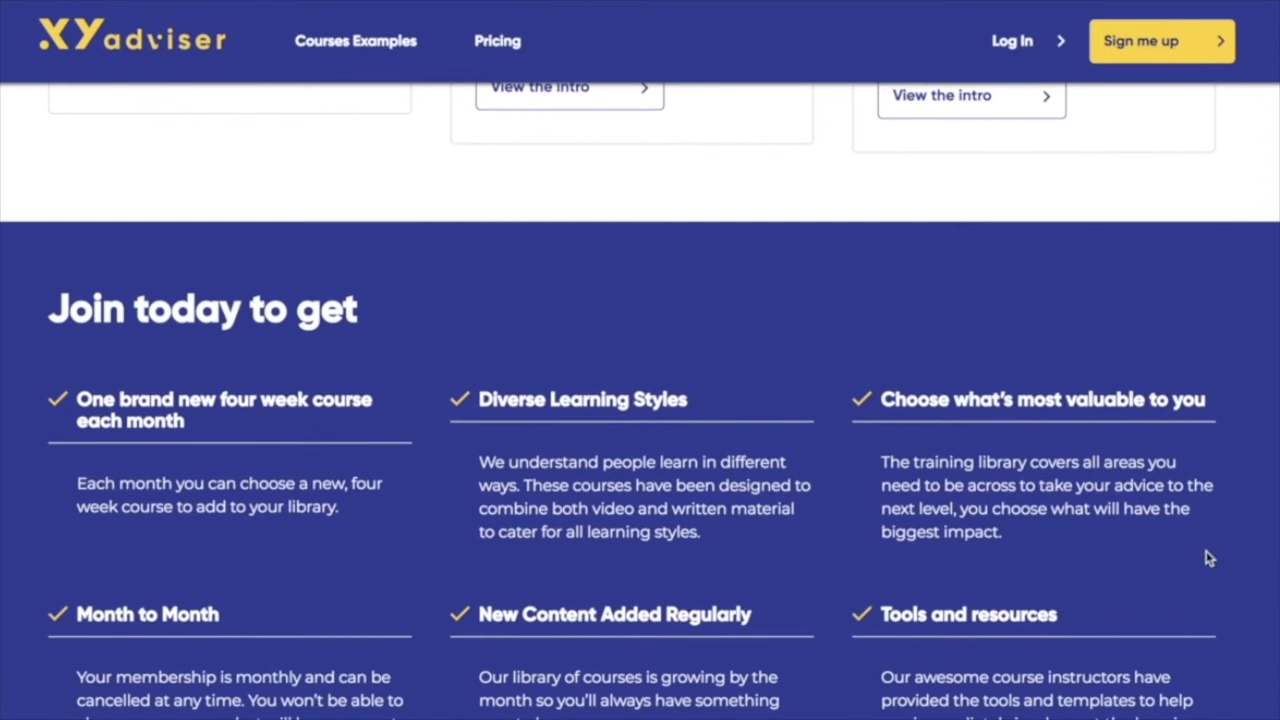 XYadviser
Courses Examples
Pricing
Log In
Sign me up
View the intro
View the intro
Join today to get
One brand new four week course
each month
Each month you can choose a new, four
week course to add to your library.
Diverse Learning Styles
We understand people learn in different
ways. These courses have been designed to
combine both video and written material
to cater for all learning styles.
Choose what's most valuable to you
The training library covers all areas you
need to be across to take your advice to the
next level, you choose what will have the
biggest impact.
Month to Month
Your membership is monthly and can be
cancelled at any time. You won't be able to
New Content Added Regularly
Our library of courses is growing by the
month so you'll always have something
Tools and resources
Our awesome course instructors have
provided the tools and templates to help